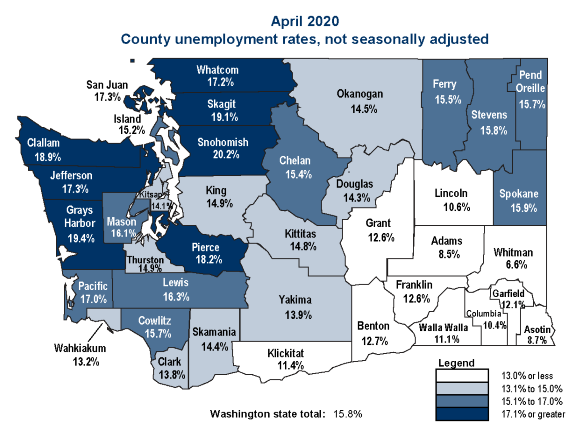 April 2020
County unemployment rates, not seasonally adjusted
Whatcom
17.2%
San Juan
17.3%
Skagit
19.1%
Island
15.2%
Snohomish
20.2%
Okanogan
14.5%
Ferry
15.5%
Stevens
15.8%
Pend
Oreille
15.7%
Clallam
18.9%
Jefferson
17.3%
Grays
Harbor
19.4%
Mason
16.1%
Kitsap
14.1%
King
14.9%
Chelan
15.4%
Douglas
14.3%
Lincoln
10.6%
Spokane
15.9%
Grant
12.6%
Kittitas
14.8%
Pierce
18.2%
Thurston
14.9%
Adams
8.5%
Whitman
6.6%
Pacific
17.0%
Lewis
16.3%
Yakima
13.9%
Franklin
12.6%
Garfield
12.1%
Columbia
10.4%
Asotin
8.7%
Walla Walla
11.1%
Benton
12.7%
Cowlitz
15.7%
Skamania
14.4%
Wahkiakum
13.2%
Clark
13.8%
Klickitat
11.4%
Legend
13.0% or less
13.1% to 15.0%
15.1% to 17.0%
17.1% or greater
Washington state total: 15.8%